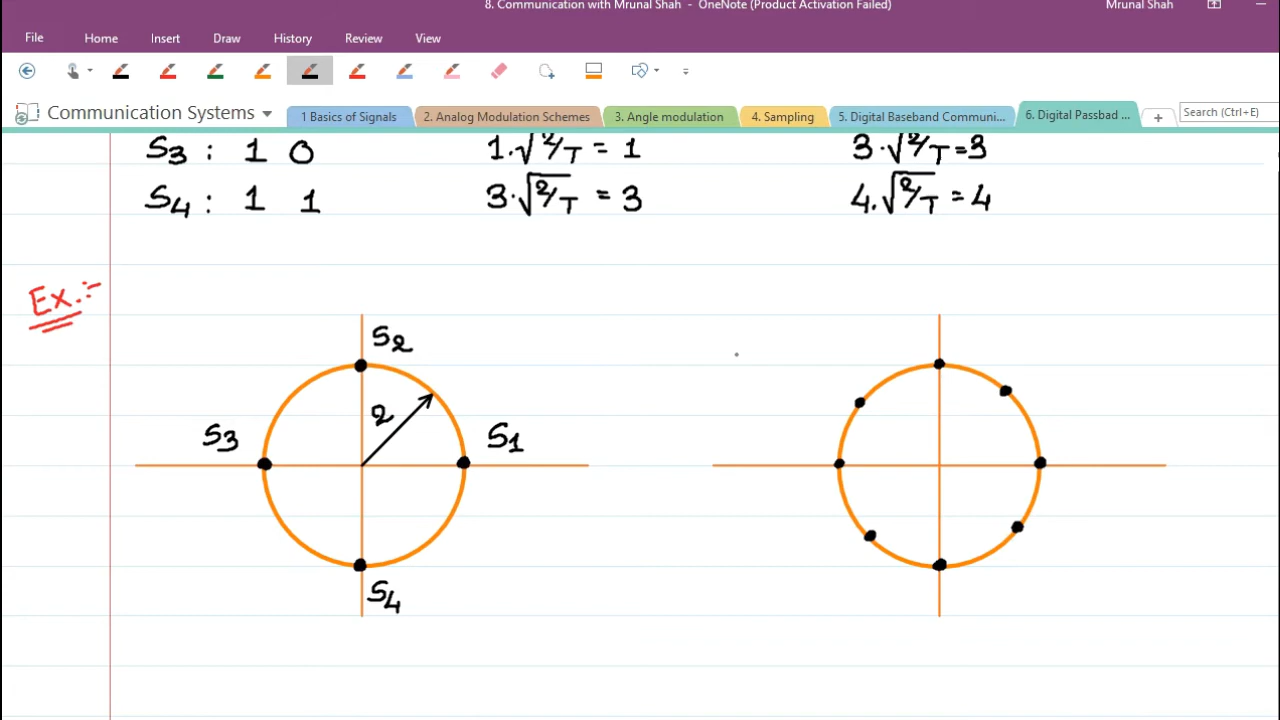 8. Communication with Mrunal Shah - OneNote (Product Activation Failed) Mrunal Shah
File Home Insert Draw History Review View
Communication Systems 1 Basics of Signals 2. Analog Modulation Schemes 3. Angle modulation 4. Sampling 5. Digital Baseband Communi... 6. Digital Passbad ... Search (Ctrl+E)
S3 : 1 0 1.√2/T = 1 3.√2/T=3
S4 : 1 1 3.√2/T = 3 4.√2/T = 4
Ex.:-
S2
2
S3 S1
S4